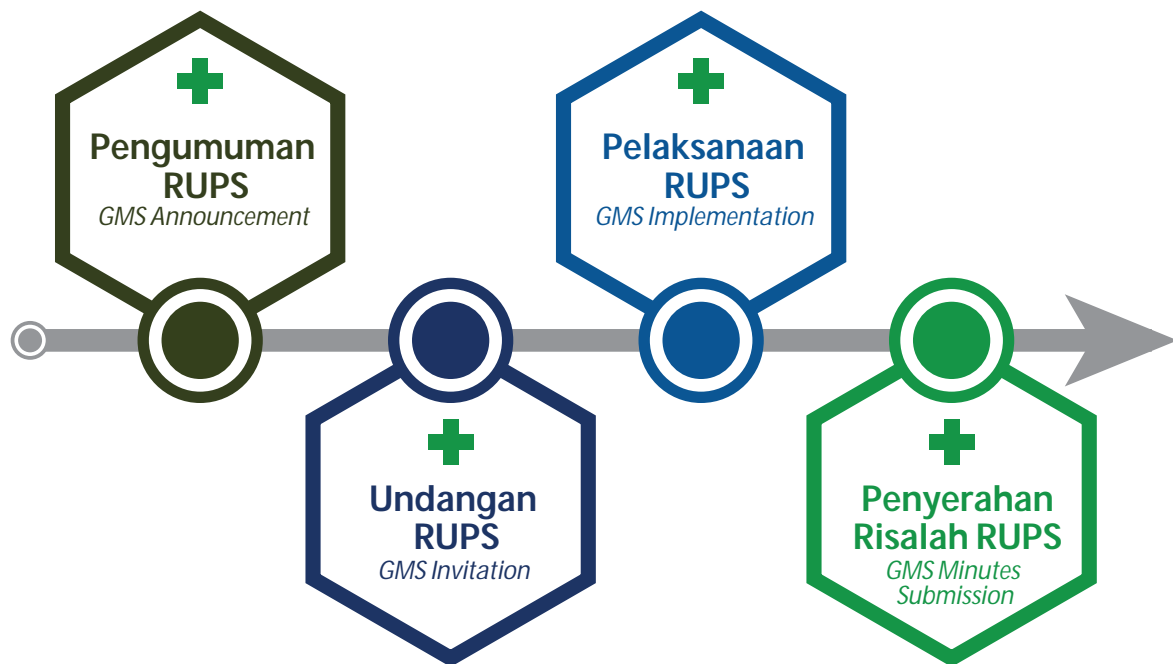 Pengumuman
RUPS
GMS Announcement
Undangan
RUPS
GMS Invitation
Pelaksanaan
RUPS
GMS Implementation
Penyerahan
Risalah RUPS
GMS Minutes
Submission